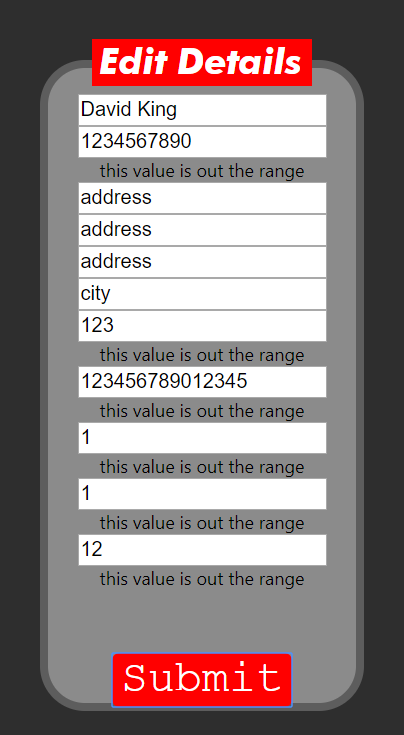 Edit Details
David King
1234567890
this value is out the range
address
address
address
city
123
this value is out the range
123456789012345
this value is out the range
1
this value is out the range
1
this value is out the range
12
this value is out the range
Submit